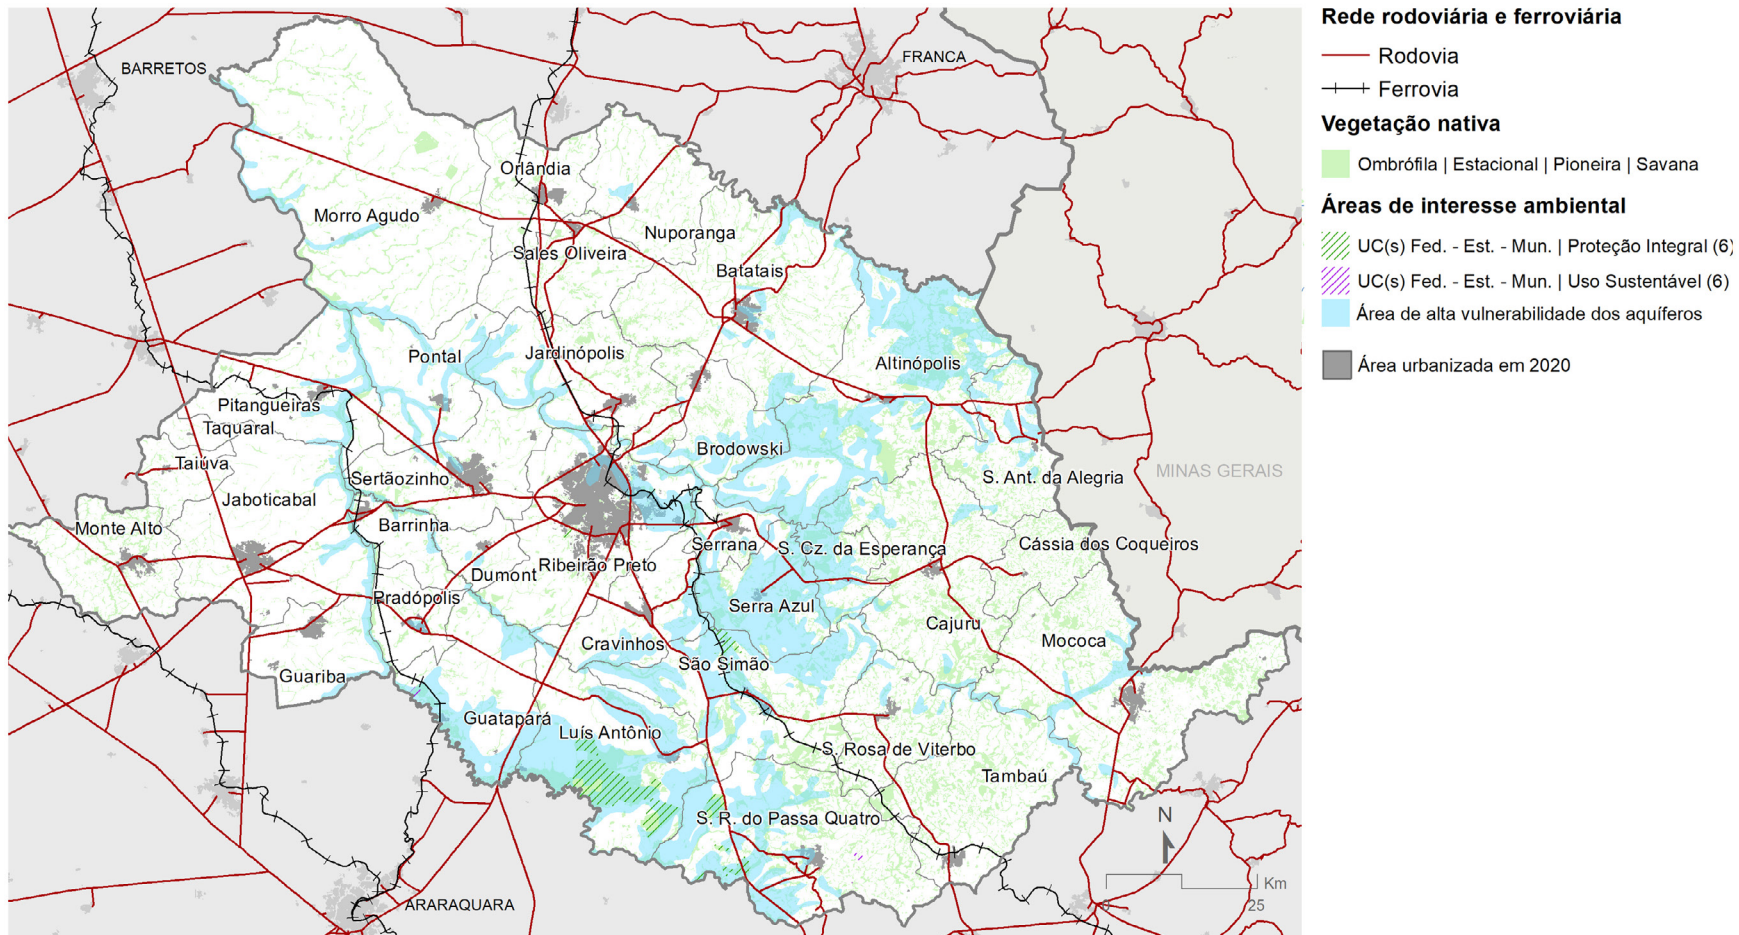 BARRETOS
FRANCA
Orlândia
Morro Agudo
Nuporanga
Sales Oliveira
Batatais
Pontal
Jardinópolis
Altinópolis
Pitangueiras
Taquaral
Brodowski
Taiúva
MINAS GERAIS
Sertãozinho
S. Ant. da Alegria
Jaboticabal
Monte Alto
Barrinha
Serrana
S. Cz. da Esperança
Cássia dos Coqueiros
Dumont
Ribeirão Preto
Pradópolis
Serra Azul
Cajuru
Cravinhos
Mococa
São Simão
Guariba
Guatapará
Luís Antônio
S. Rosa de Viterbo
Tambaú
S. R. do Passa Quatro
ARARAQUARA
N
Km
0
25
Rede rodoviária e ferroviária
Rodovia
Ferrovia
Vegetação nativa
Ombrófila | Estacional | Pioneira | Savana
Áreas de interesse ambiental
UC(s) Fed. - Est. - Mun. | Proteção Integral (6)
UC(s) Fed. - Est. - Mun. | Uso Sustentável (6)
Área de alta vulnerabilidade dos aquíferos
Área urbanizada em 2020